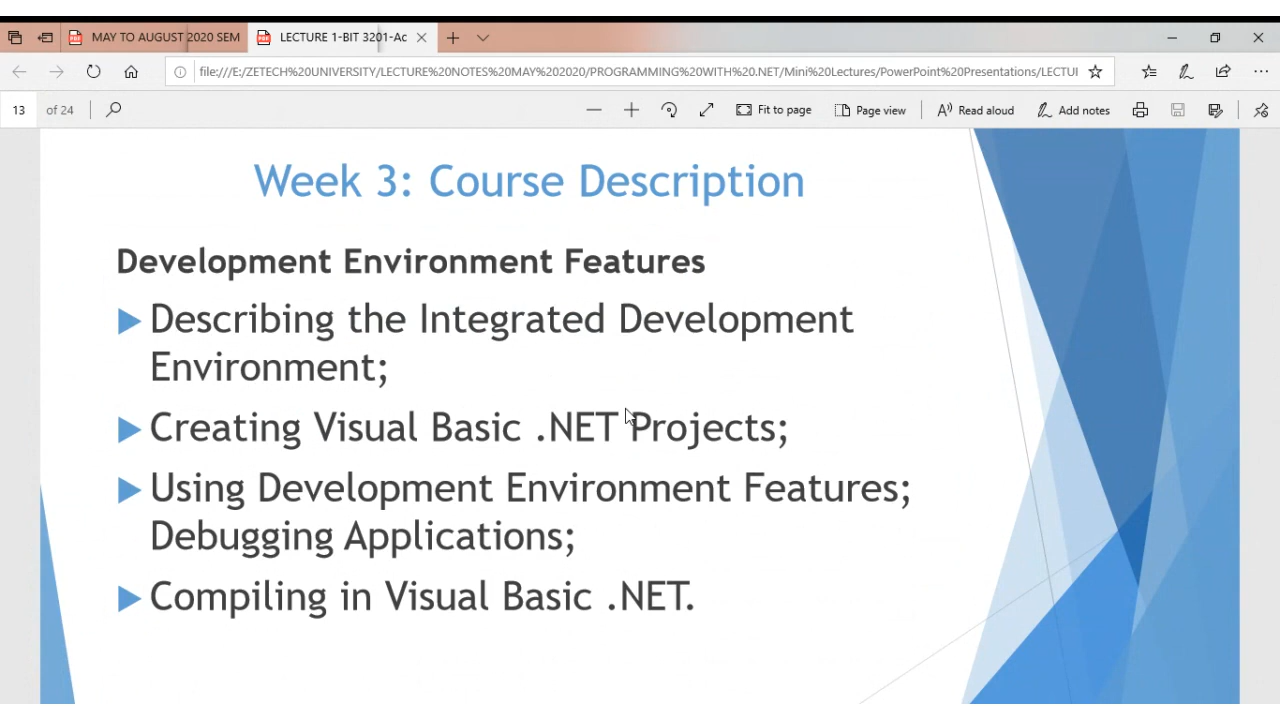 MAY TO AUGUST 2020 SEM
LECTURE 1-BIT 3201-Ac
file:///E:/ZETECH%20UNIVERSITY/LECTURE%20NOTES%20MAY%202020/PROGRAMMING%20WITH%20.NET/Mini%20Lectures/PowerPoint%20Presentations/LECTUI
13 of 24 Fit to page Page view Read aloud Add notes
Week 3: Course Description
Development Environment Features
Describing the Integrated Development
Environment;
Creating Visual Basic .NET Projects;
Using Development Environment Features;
Debugging Applications;
Compiling in Visual Basic .NET.